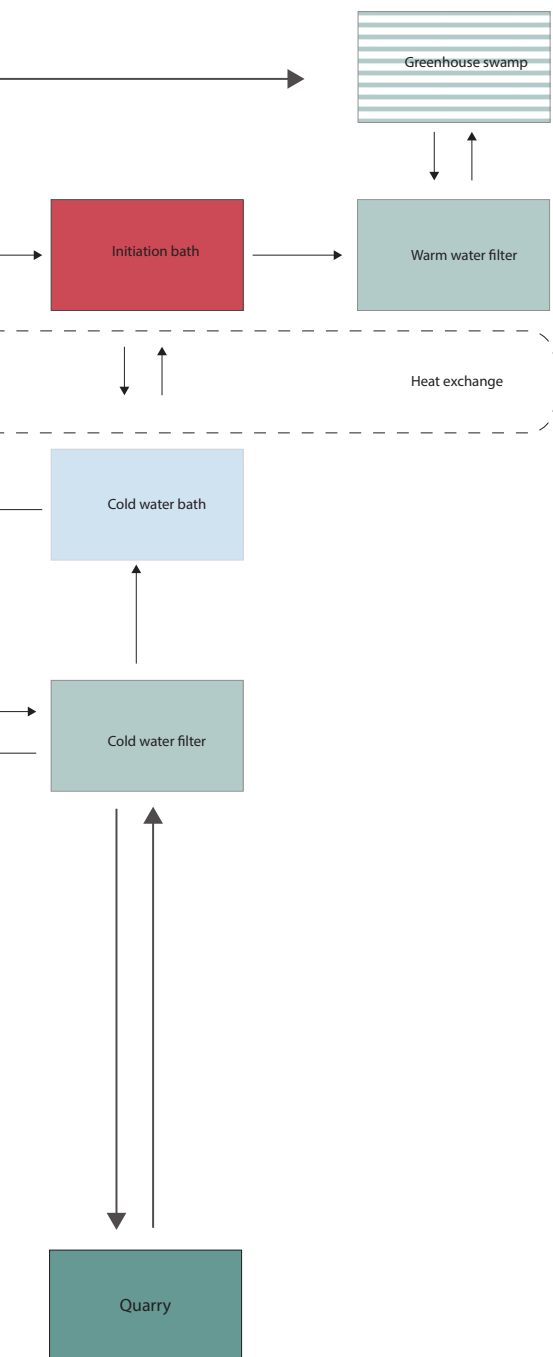 Greenhouse swamp
Initiation bath
Warm water filter
Heat exchange
Cold water bath
Cold water filter
Quarry